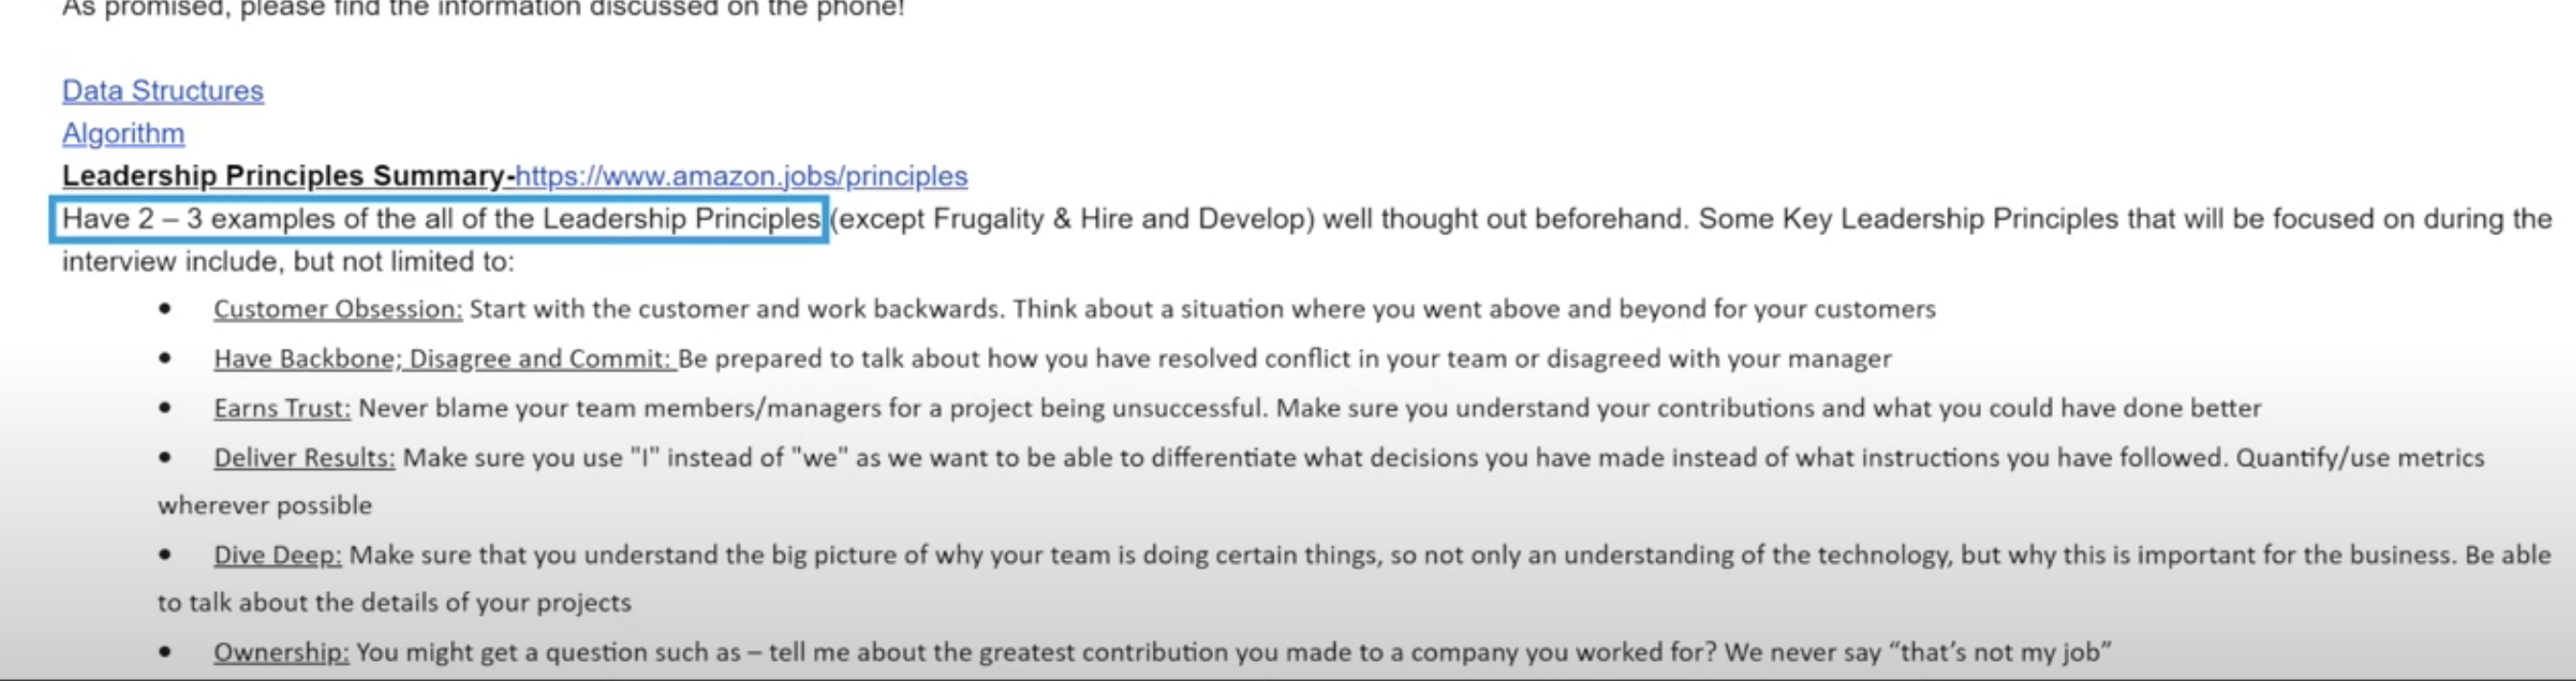 As promised, please find the information discussed on the phone!
Data Structures
Algorithm
Leadership Principles Summary-https://www.amazon.jobs/principles
Have 2 – 3 examples of the all of the Leadership Principles (except Frugality & Hire and Develop) well thought out beforehand. Some Key Leadership Principles that will be focused on during the
interview include, but not limited to:
• Customer Obsession: Start with the customer and work backwards. Think about a situation where you went above and beyond for your customers
• Have Backbone; Disagree and Commit: Be prepared to talk about how you have resolved conflict in your team or disagreed with your manager
• Earns Trust: Never blame your team members/managers for a project being unsuccessful. Make sure you understand your contributions and what you could have done better
• Deliver Results: Make sure you use "I" instead of "we" as we want to be able to differentiate what decisions you have made instead of what instructions you have followed. Quantify/use metrics
wherever possible
• Dive Deep: Make sure that you understand the big picture of why your team is doing certain things, so not only an understanding of the technology, but why this is important for the business. Be able
to talk about the details of your projects
• Ownership: You might get a question such as – tell me about the greatest contribution you made to a company you worked for? We never say “that’s not my job”